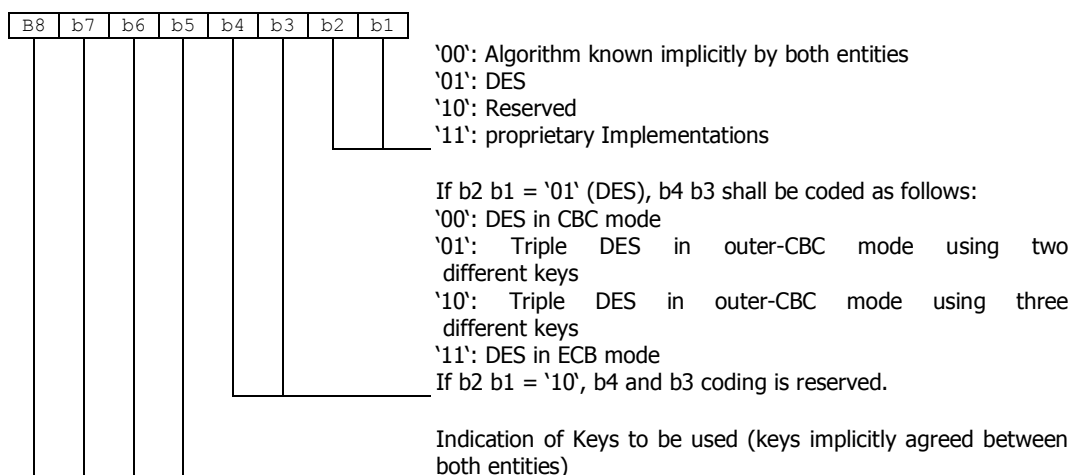 B8 b7 b6 b5 b4 b3 b2 b1
‘00‛: Algorithm known implicitly by both entities
‘01‛: DES
‘10‛: Reserved
‘11‛: proprietary Implementations
If b2 b1 = ‘01‛ (DES), b4 b3 shall be coded as follows:
‘00‛: DES in CBC mode
‘01‛: Triple DES in outer-CBC mode using two
different keys
‘10‛: Triple DES in outer-CBC mode using three
different keys
‘11‛: DES in ECB mode
If b2 b1 = ‘10‛, b4 and b3 coding is reserved.
Indication of Keys to be used (keys implicitly agreed between
both entities)